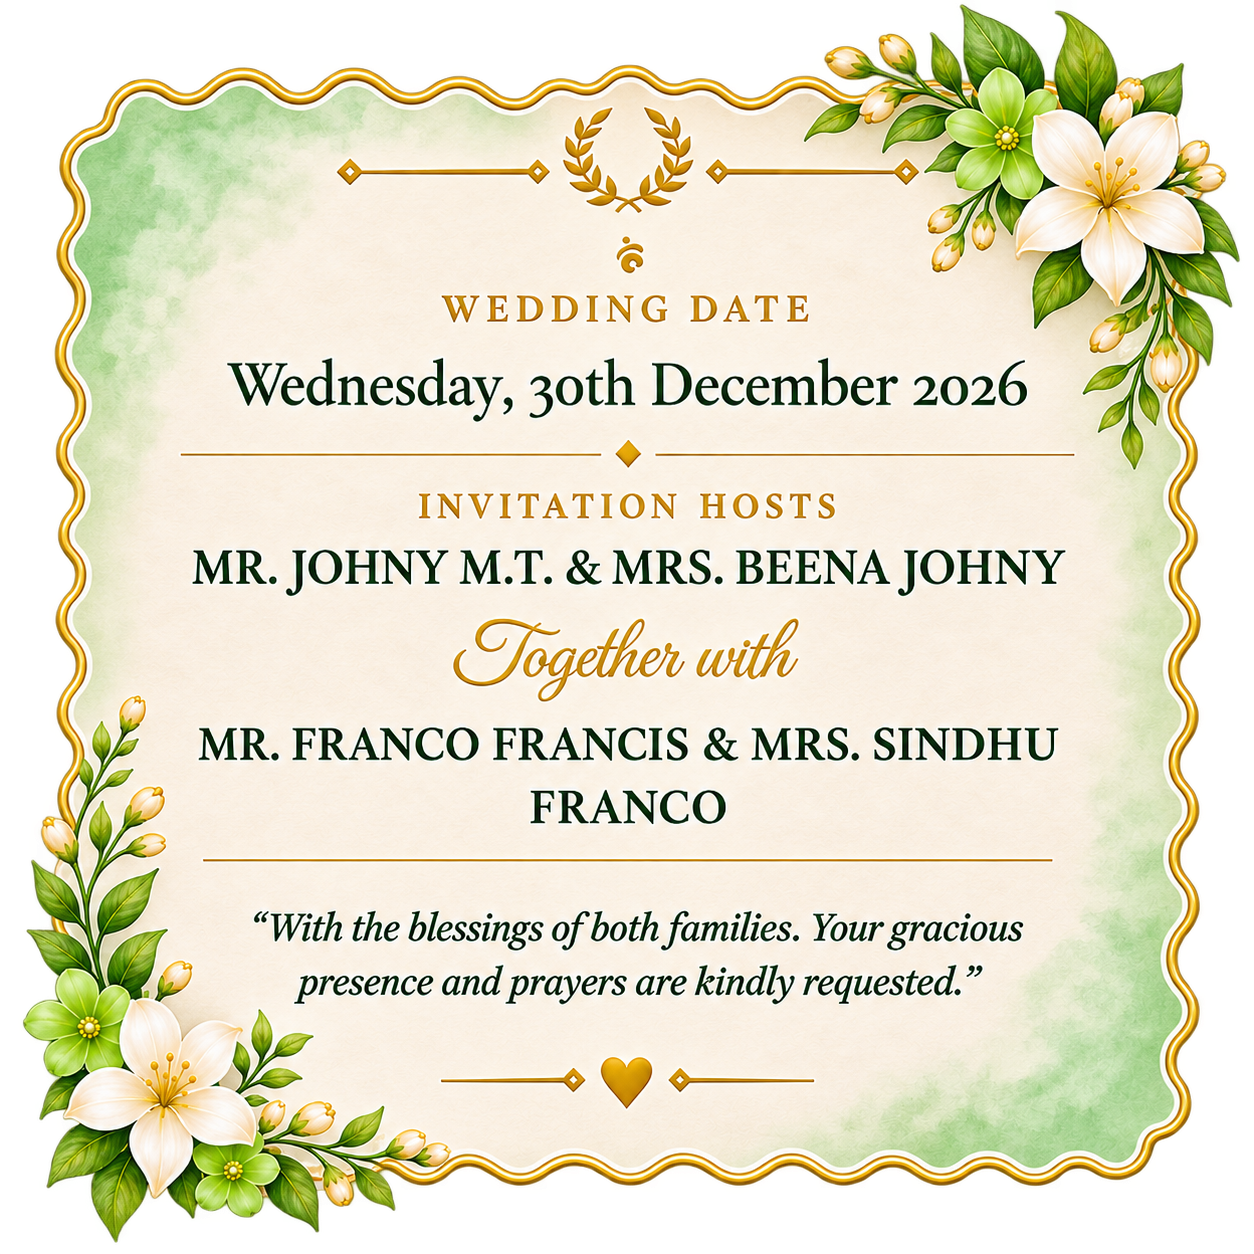 WEDDING DATE
Wednesday, 30th December 2026
INVITATION HOSTS
MR. JOHNY M.T. & MRS. BEENA JOHNY
Together with
MR. FRANCO FRANCIS & MRS. SINDHU
FRANCO
“With the blessings of both families. Your gracious
presence and prayers are kindly requested.”